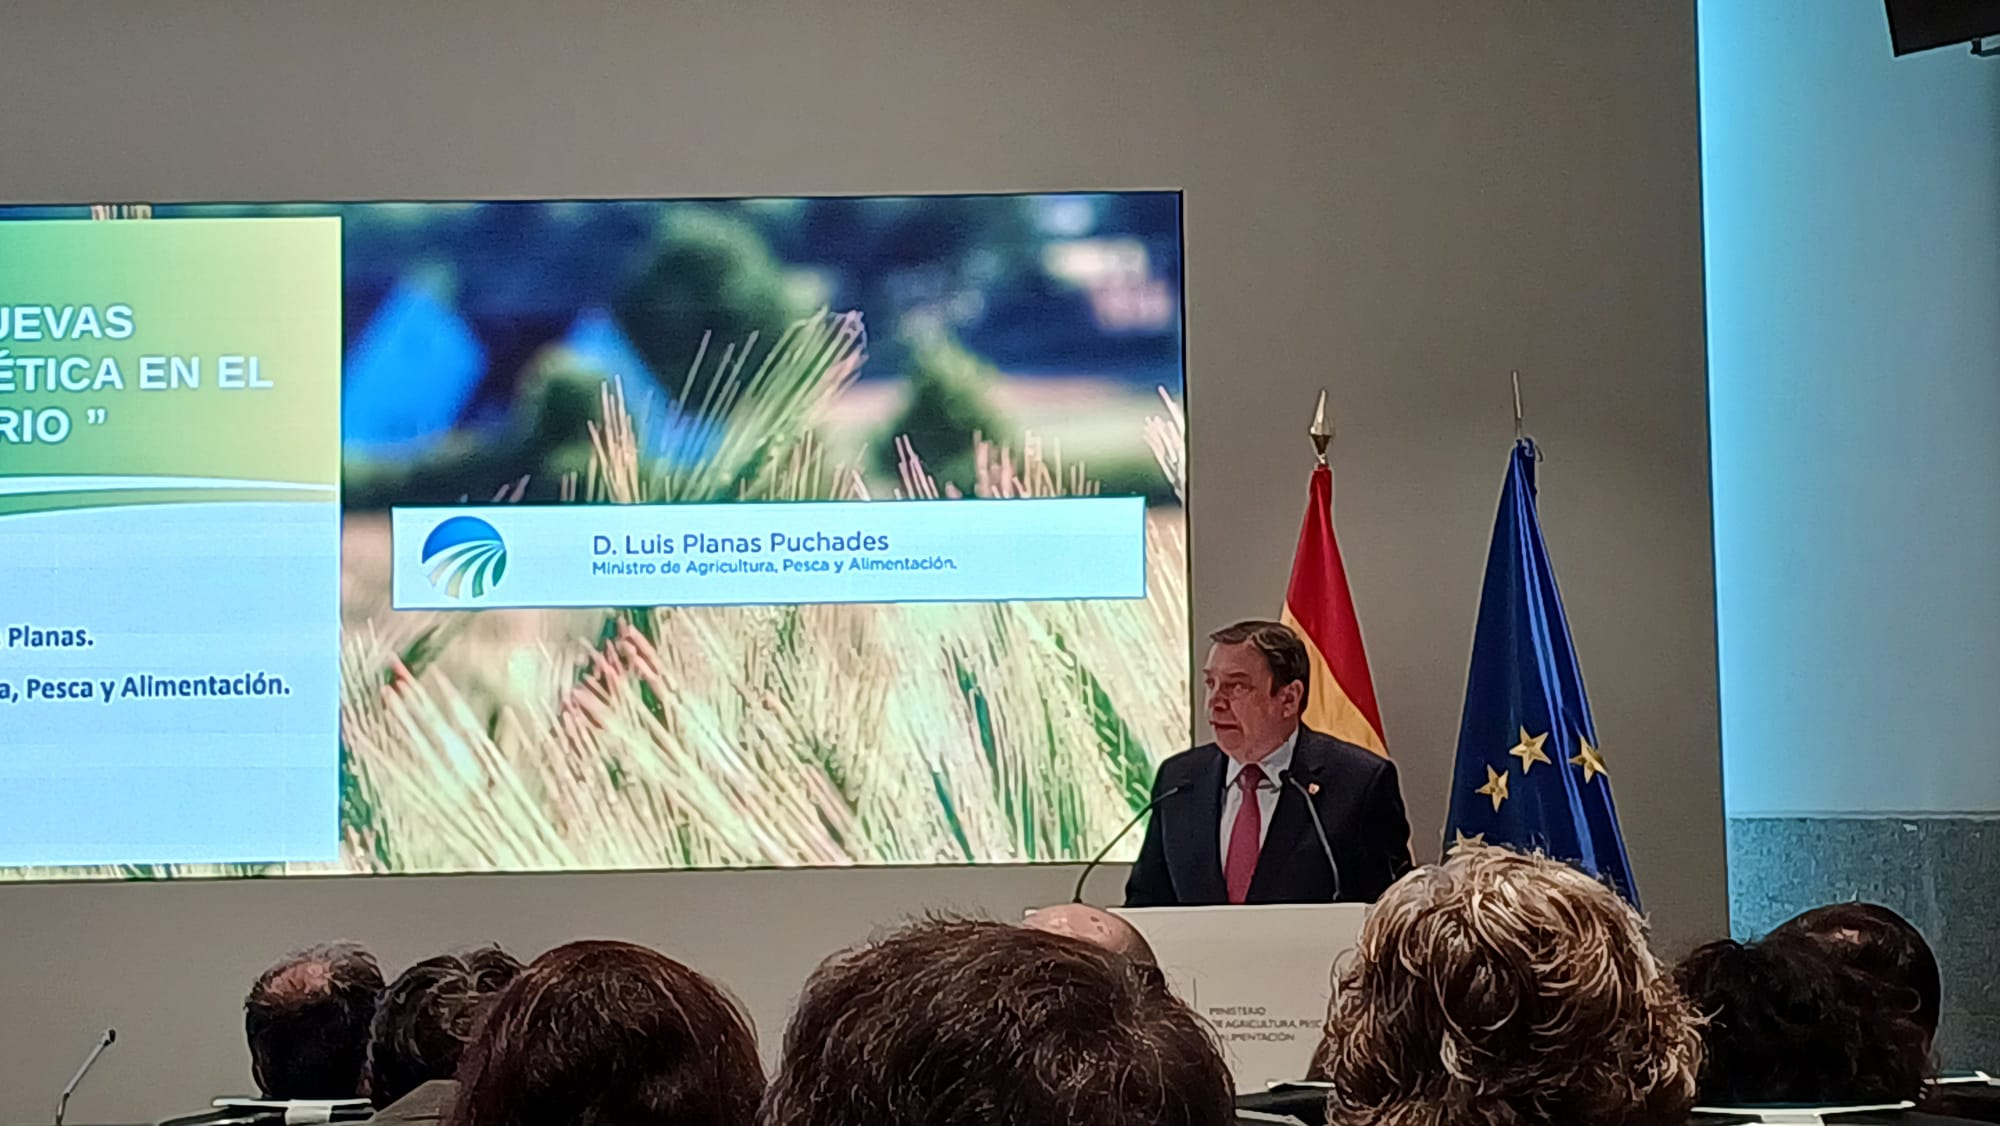 UEVAS
ÉTICA EN EL
RIO ”
Planas.
a, Pesca y Alimentación.
D. Luis Planas Puchades
Ministro de Agricultura, Pesca y Alimentación.
MINISTERIO
DE AGRICULTURA, PESC
ALIMENTACIÓN